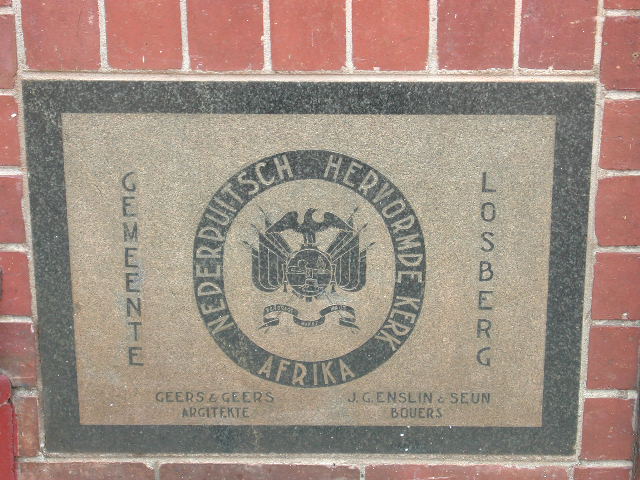 GEMEENTE
NEDERDUITSCH HERVORMDE KERK
AFRIKA
LOSBERG
GEERS & GEERS
ARGITEKTE
J.G. ENSLIN & SEUN
BOUERS